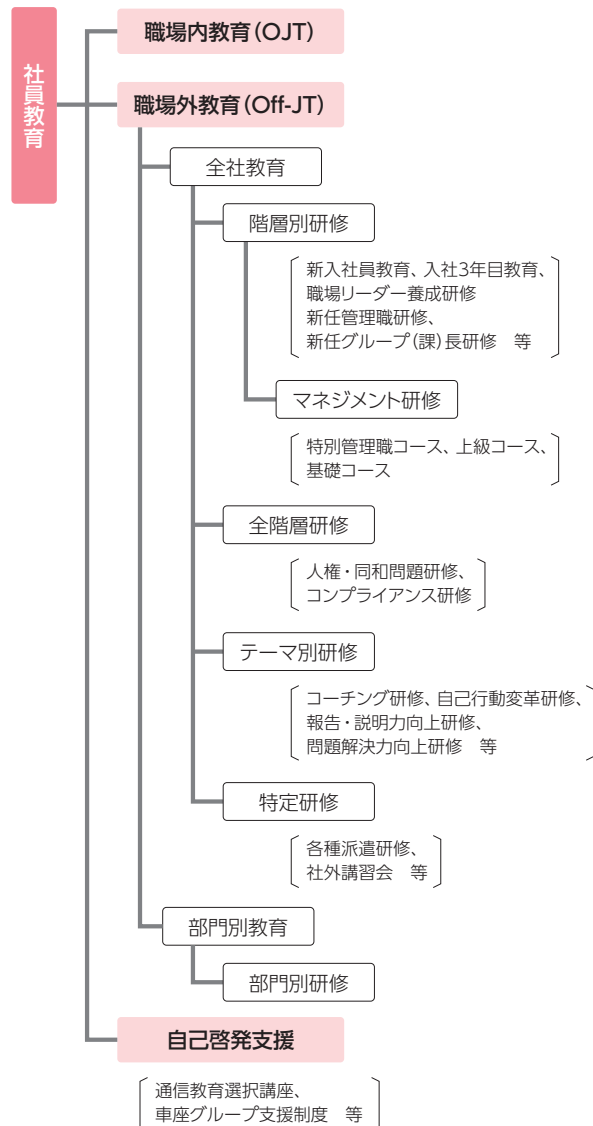 社員教育
職場内教育(OJT)
職場外教育(Off-JT)
全社教育
階層別研修
新入社員教育、入社3年目教育、
職場リーダー養成研修
新任管理職研修、
新任グループ(課)長研修　等
マネジメント研修
特別管理職コース、上級コース、
基礎コース
全階層研修
人権・同和問題研修、
コンプライアンス研修
テーマ別研修
コーチング研修、自己行動変革研修、
報告・説明力向上研修、
問題解決力向上研修　等
特定研修
各種派遣研修、
社外講習会　等
部門別教育
部門別研修
自己啓発支援
通信教育選択講座、
車座グループ支援制度　等